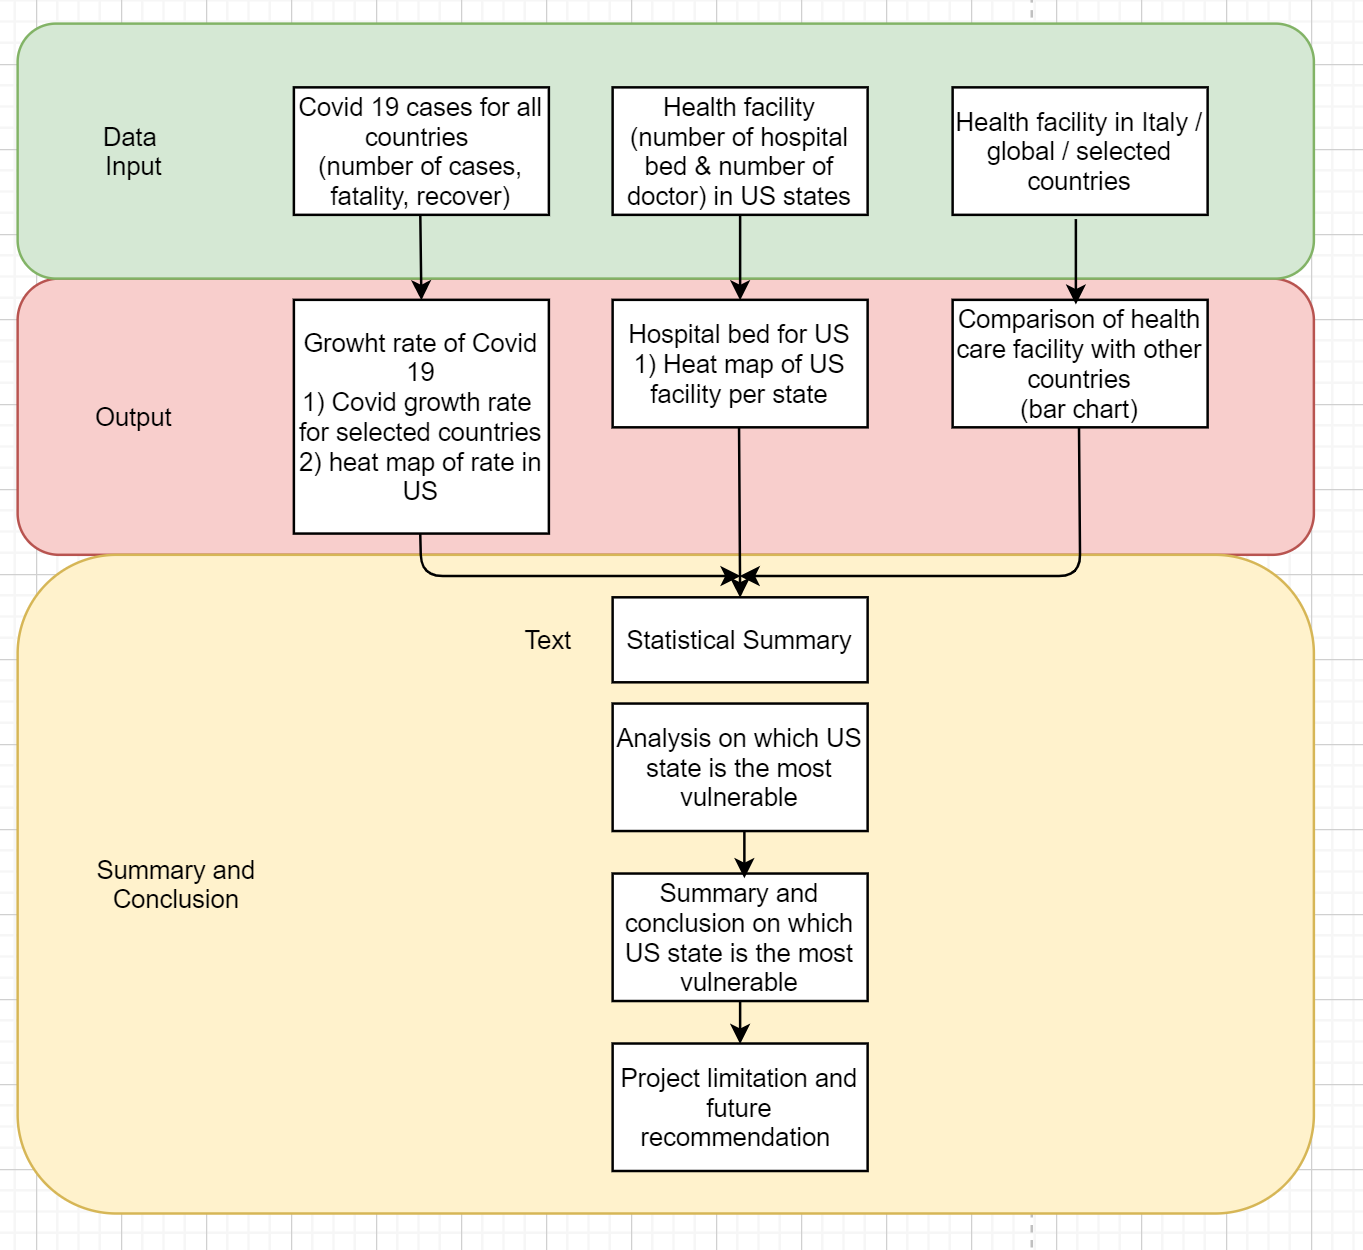 Data
Input
Covid 19 cases for all
countries
(number of cases,
fatality, recover)
Health facility
(number of hospital
bed & number of
doctor) in US states
Health facility in Italy /
global / selected
countries
Output
Growht rate of Covid
19
1) Covid growth rate
for selected countries
2) heat map of rate in
US
Hospital bed for US
1) Heat map of US
facility per state
Comparison of health
care facility with other
countries
(bar chart)
Text
Statistical Summary
Analysis on which US
state is the most
vulnerable
Summary and
Conclusion
Summary and
conclusion on which
US state is the most
vulnerable
Project limitation and
future
recommendation